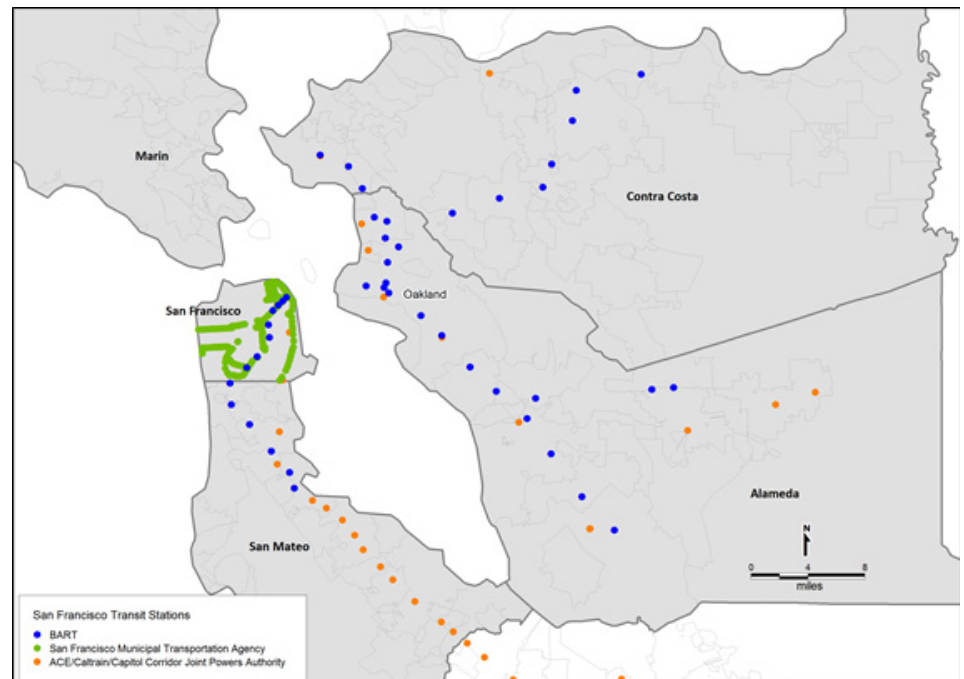 Marin
Contra Costa
San Francisco
Oakland
Alameda
San Mateo
N
0 4 8
miles
San Francisco Transit Stations
BART
San Francisco Municipal Transportation Agency
ACE/Caltrain/Capitol Corridor Joint Powers Authority